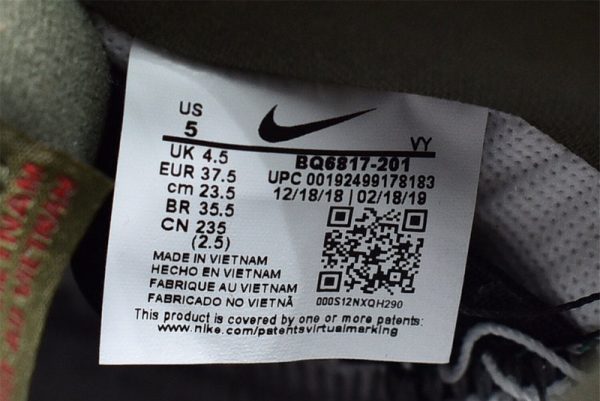 US
5
VY
UK 4.5
BQ6817-201
EUR 37.5
UPC 00192499178183
cm 23.5
12/18/18 | 02/18/19
BR 35.5
CN 235
(2.5)
MADE IN VIETNAM
HECHO EN VIETNAM
FABRIQUE AU VIETNAM
FABRICADO NO VIETNÃ
000S12NXQH290
This product is covered by one or more patents:
www.nike.com/patentsvirtualmarking